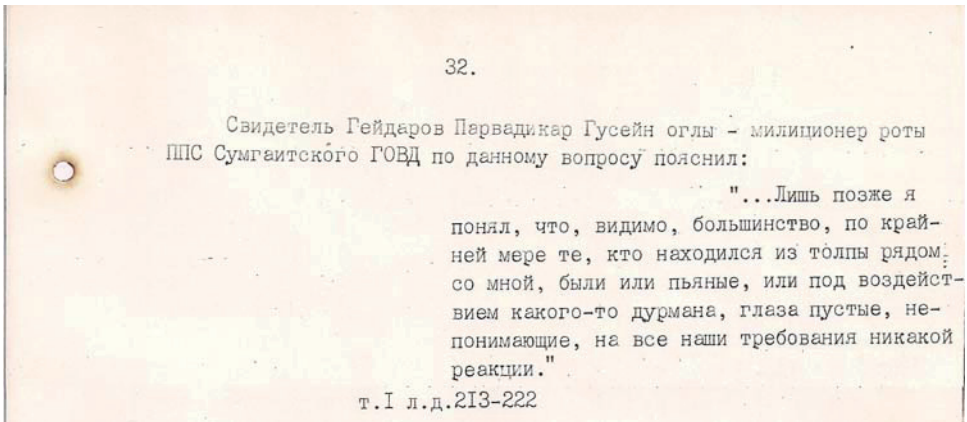 32.
Свидетель Гейдаров Парвадикар Гусейн оглы - милиционер роты
ППС Сумгаитского ГОВД по данному вопросу пояснил:
"...Лишь позже я
понял, что, видимо, большинство, по край-
ней мере те, кто находился из толпы рядом
со мной, были или пьяные, или под воздейст-
вием какого-то дурмана, глаза пустые, не-
понимающие, на все наши требования никакой
реакции."
т.I л.д.2I3-222